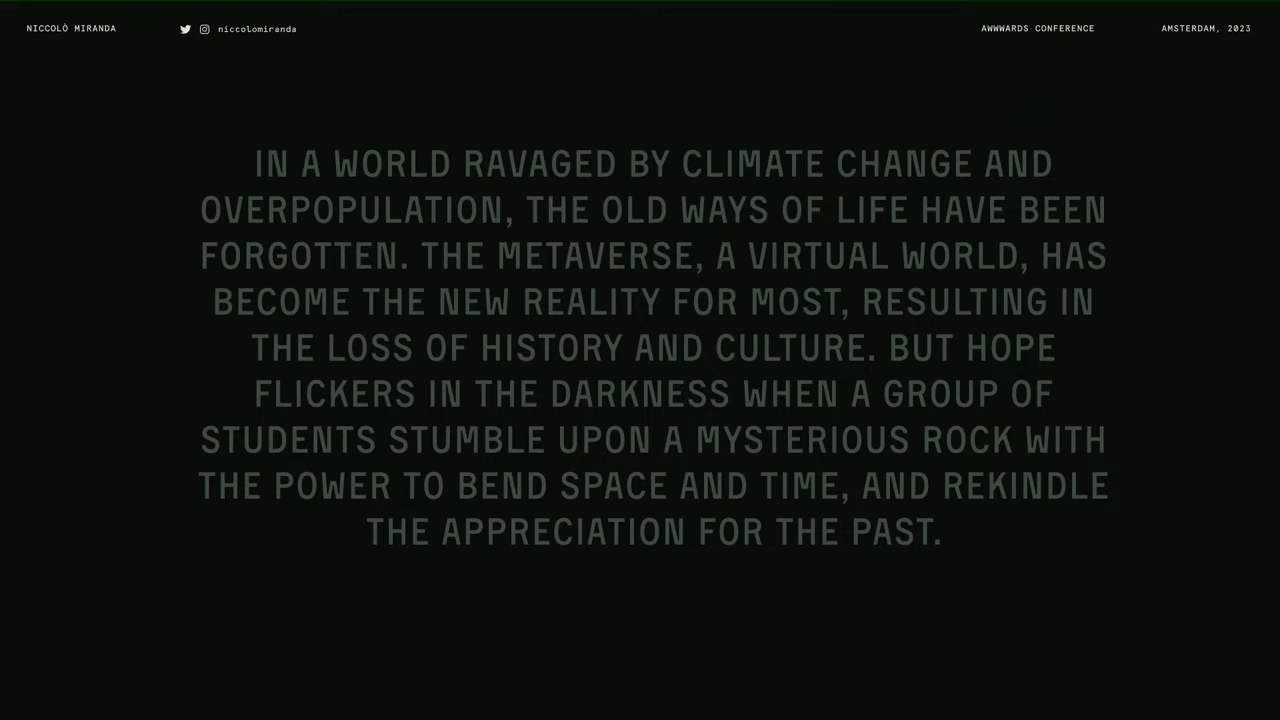 NICCOLÒ MIRANDA niccolomiranda AWWWARDS CONFERENCE AMSTERDAM, 2023
IN A WORLD RAVAGED BY CLIMATE CHANGE AND
OVERPOPULATION, THE OLD WAYS OF LIFE HAVE BEEN
FORGOTTEN. THE METAVERSE, A VIRTUAL WORLD, HAS
BECOME THE NEW REALITY FOR MOST, RESULTING IN
THE LOSS OF HISTORY AND CULTURE. BUT HOPE
FLICKERS IN THE DARKNESS WHEN A GROUP OF
STUDENTS STUMBLE UPON A MYSTERIOUS ROCK WITH
THE POWER TO BEND SPACE AND TIME, AND REKINDLE
THE APPRECIATION FOR THE PAST.